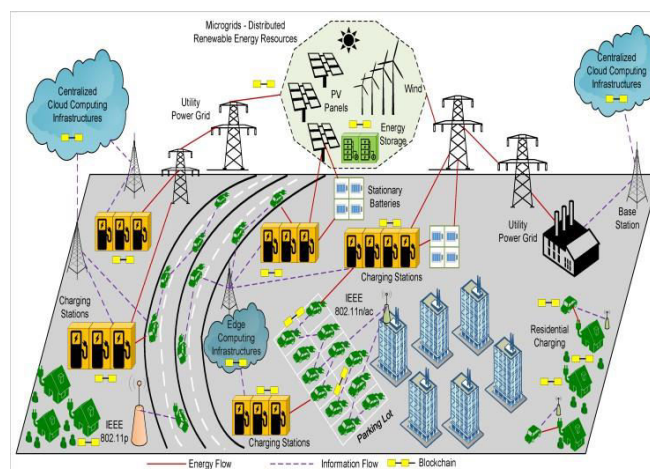 Microgrids - Distributed
Renewable Energy Resources
Centralized
Cloud Computing
Infrastructures
Utility
Power Grid
PV
Panels
Wind
Energy
Storage
Centralized
Cloud Computing
Infrastructures
Stationary
Batteries
Utility
Power Grid
Base
Station
Charging Stations
Charging
Stations
IEEE
802.11n/ac
Edge
Computing
Infrastructures
Residential
Charging
IEEE
802.11p
Charging Stations
Parking Lot
Energy Flow
Information Flow
Blockchain